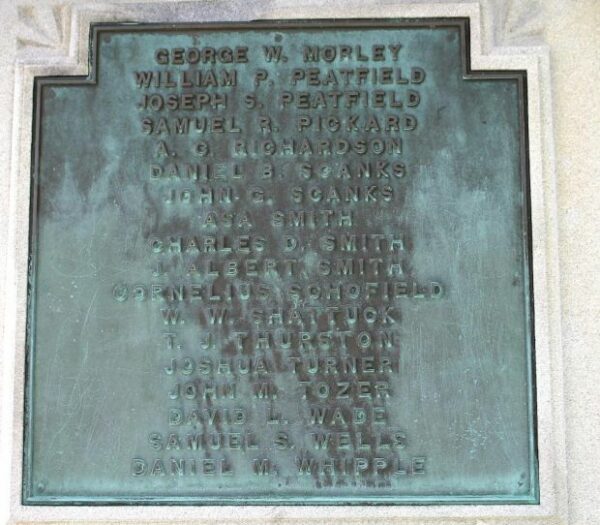 GEORGE W. MORLEY
WILLIAM P. PEATFIELD
JOSEPH S. PEATFIELD
SAMUEL R. PICKARD
A. C. RICHARDSON
DANIEL B. SCANKS
JOHN G. SCANKS
ASA SMITH
CHARLES D. SMITH
J. ALBERT SMITH
CORNELIUS SCHOFIELD
W. W. SHATTUCK
T. J. THURSTON
JOSHUA TURNER
JOHN M. TOZER
DAVID L. WADE
SAMUEL S. WELLS
DANIEL M. WHIPPLE